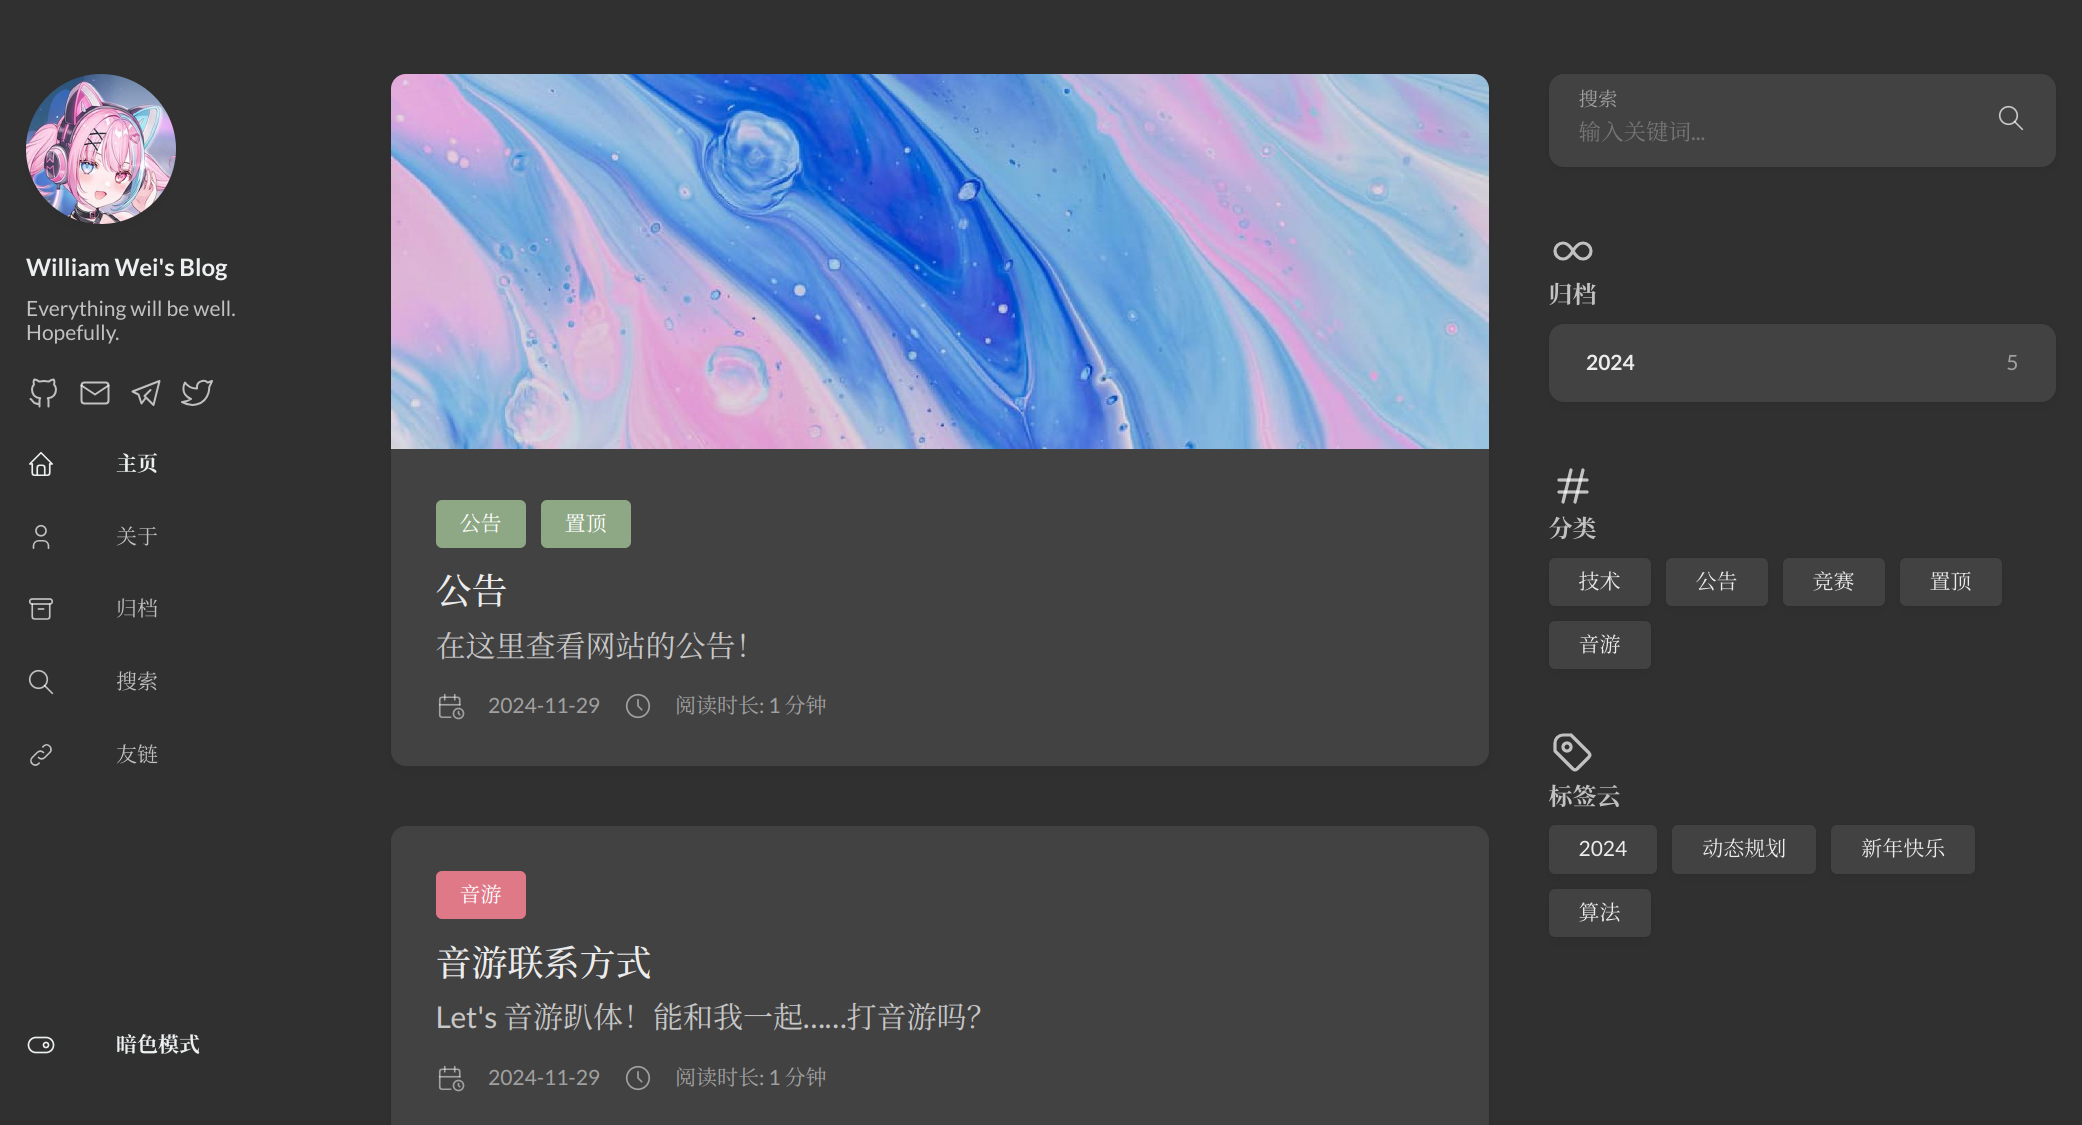 William Wei's Blog
Everything will be well.
Hopefully.
主页
关于
归档
搜索
友链
暗色模式
公告
置顶
公告
在这里查看网站的公告！
2024-11-29
阅读时长: 1 分钟
音游
音游联系方式
Let's 音游趴体！能和我一起……打音游吗？
2024-11-29
阅读时长: 1 分钟
搜索
输入关键词...
归档
2024
5
分类
技术
公告
竞赛
置顶
音游
标签云
2024
动态规划
新年快乐
算法